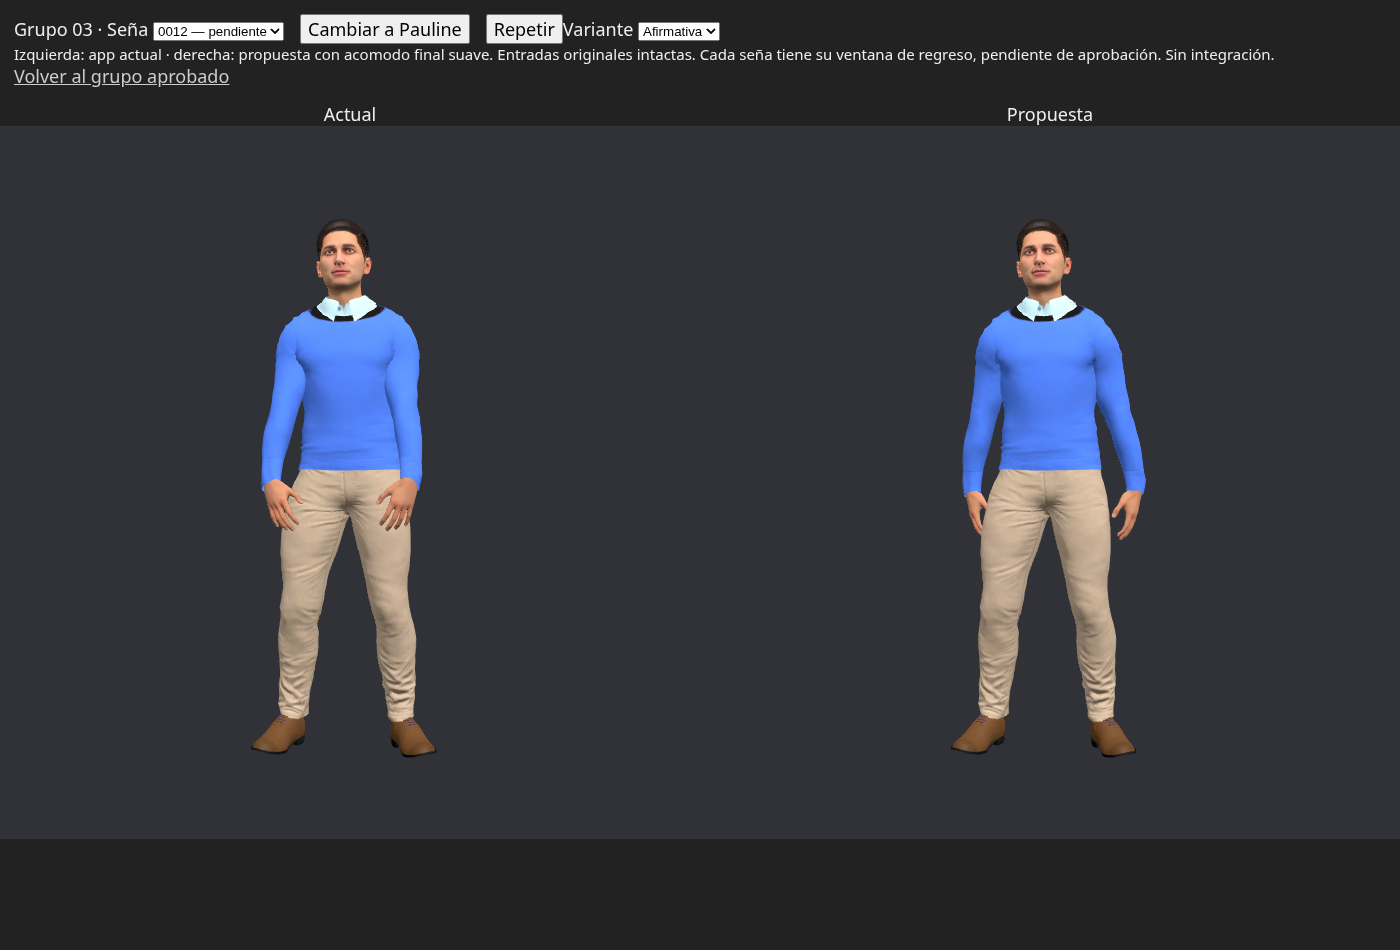 Grupo 03 · Seña 0012 — pendiente Cambiar a Pauline Repetir Variante Afirmativa
Izquierda: app actual · derecha: propuesta con acomodo final suave. Entradas originales intactas. Cada seña tiene su ventana de regreso, pendiente de aprobación. Sin integración.
Volver al grupo aprobado
Actual
Propuesta